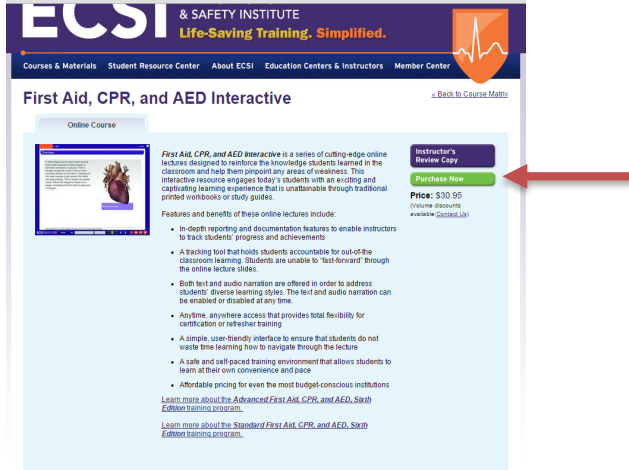 ECSI
& SAFETY INSTITUTE
Life-Saving Training. Simplified.
Courses & Materials Student Resource Center About ECSI Education Centers & Instructors Member Center
First Aid, CPR, and AED Interactive
« Back to Course Matrix
Online Course
First Aid, CPR, and AED Interactive is a series of cutting-edge online
lectures designed to reinforce the knowledge students learned in the
classroom and help them pinpoint any areas of weakness. This
interactive resource engages today's students with an exciting and
captivating learning experience that is unattainable through traditional
printed workbooks or study guides.
Instructor's
Review Copy
Purchase Now
Price: $30.95
(Volume discounts
available. Contact Us)
Features and benefits of these online lectures include:
• In-depth reporting and documentation features to enable instructors
to track students' progress and achievements
• A tracking tool that holds students accountable for out-of-the
classroom learning. Students are unable to "fast-forward" through
the online lecture slides.
• Both text and audio narration are offered in order to address
students' diverse learning styles. The text and audio narration can
be enabled or disabled at any time.
• Anytime, anywhere access that provides total flexibility for
certification or refresher training
• A simple, user-friendly interface to ensure that students do not
waste time learning how to navigate through the lecture
• A safe and self-paced training environment that allows students to
learn at their own convenience and pace
• Affordable pricing for even the most budget-conscious institutions
Learn more about the Advanced First Aid, CPR, and AED, Sixth
Edition training program.
Learn more about the Standard First Aid, CPR, and AED, Sixth
Edition training program.